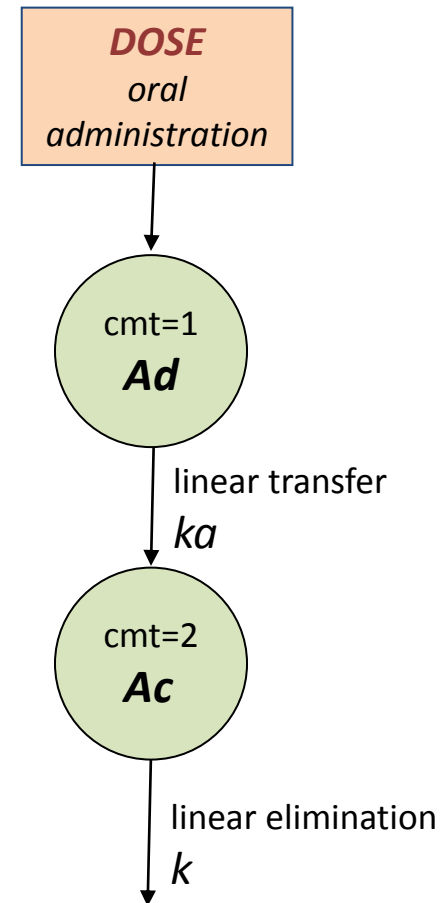 DOSE
oral
administration
cmt=1
Ad
linear transfer
ka
cmt=2
Ac
linear elimination
k